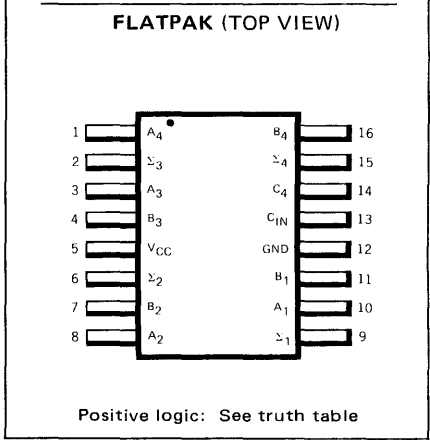 FLATPAK (TOP VIEW)
1 A4 B4 16
2 Σ3 Σ4 15
3 A3 C4 14
4 B3 CIN 13
5 VCC GND 12
6 Σ2 B1 11
7 B2 A1 10
8 A2 Σ1 9
Positive logic: See truth table